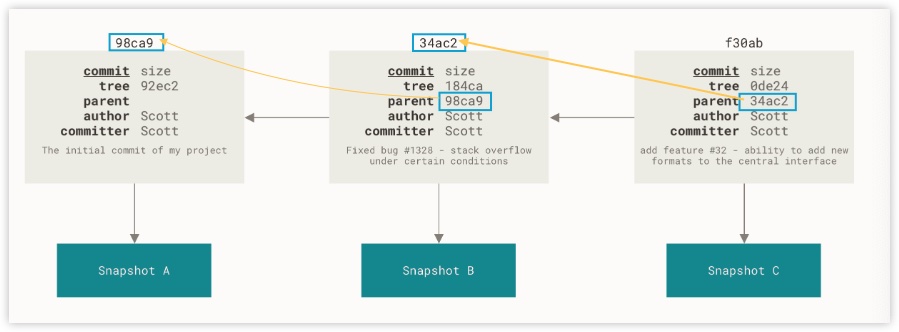 98ca9
commit size
tree 92ec2
parent
author Scott
committer Scott
The initial commit of my project
Snapshot A
34ac2
commit size
tree 184ca
parent 98ca9
author Scott
committer Scott
Fixed bug #1328 - stack overflow
under certain conditions
Snapshot B
f30ab
commit size
tree 0de24
parent 34ac2
author Scott
committer Scott
add feature #32 - ability to add new
formats to the central interface
Snapshot C